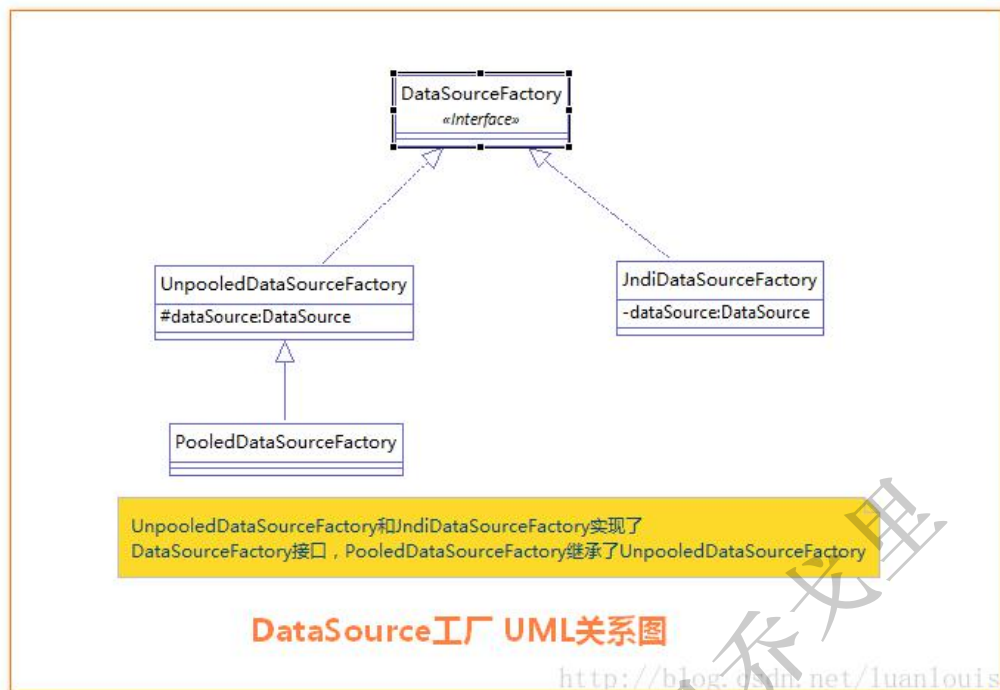 DataSourceFactory
«Interface»
UnpooledDataSourceFactory
#dataSource:DataSource
JndiDataSourceFactory
-dataSource:DataSource
PooledDataSourceFactory
UnpooledDataSourceFactory和JndiDataSourceFactory实现了
DataSourceFactory接口，PooledDataSourceFactory继承了UnpooledDataSourceFactory
DataSource工厂 UML关系图
http://blog.csdn.net/luanlouis
乔戈里